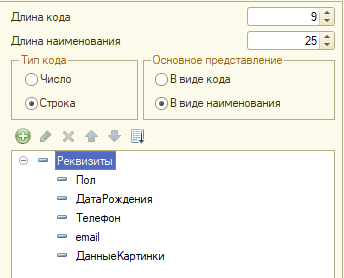 Длина кода 9
Длина наименования 25
Тип кода Основное представление
Число В виде кода
Строка В виде наименования
Реквизиты
Пол
ДатаРождения
Телефон
email
ДанныеКартинки